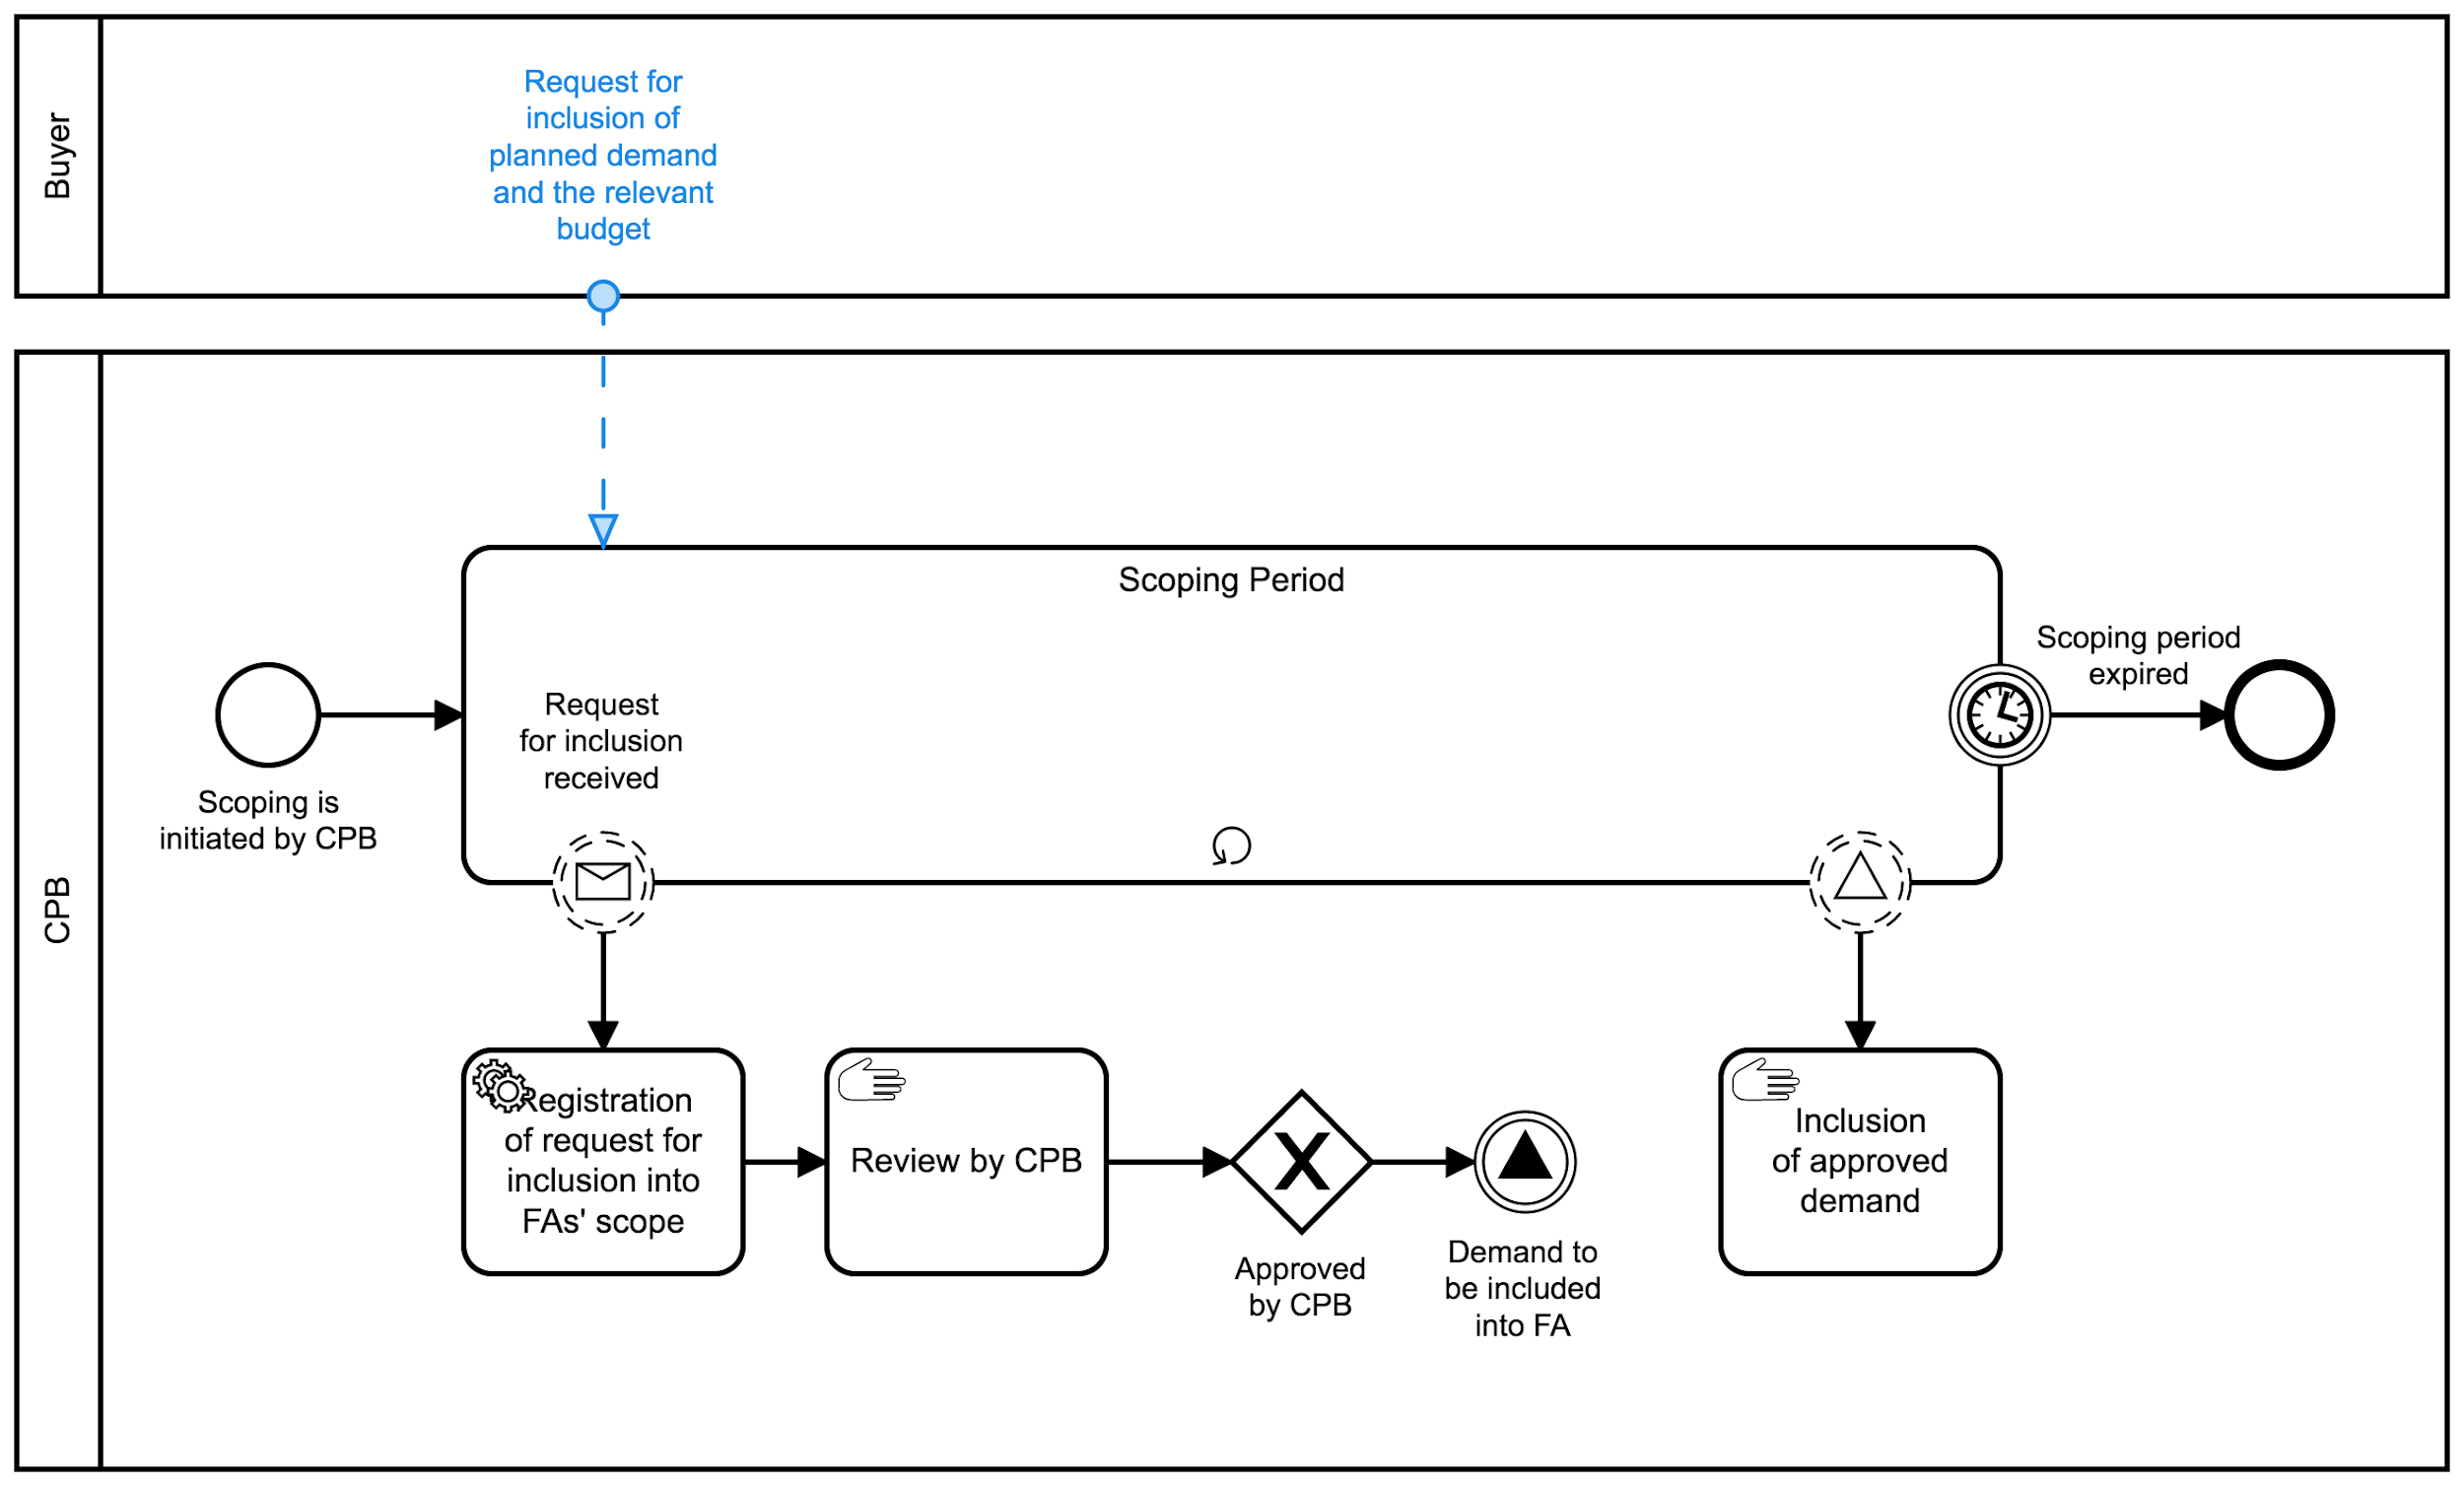 Buyer
Request for
inclusion of
planned demand
and the relevant
budget
CPB
Scoping Period
Scoping period
expired
Request
for inclusion
received
Scoping is
initiated by CPB
Registration
of request for
inclusion into
FAs' scope
Review by CPB
Approved
by CPB
Demand to
be included
into FA
Inclusion
of approved
demand